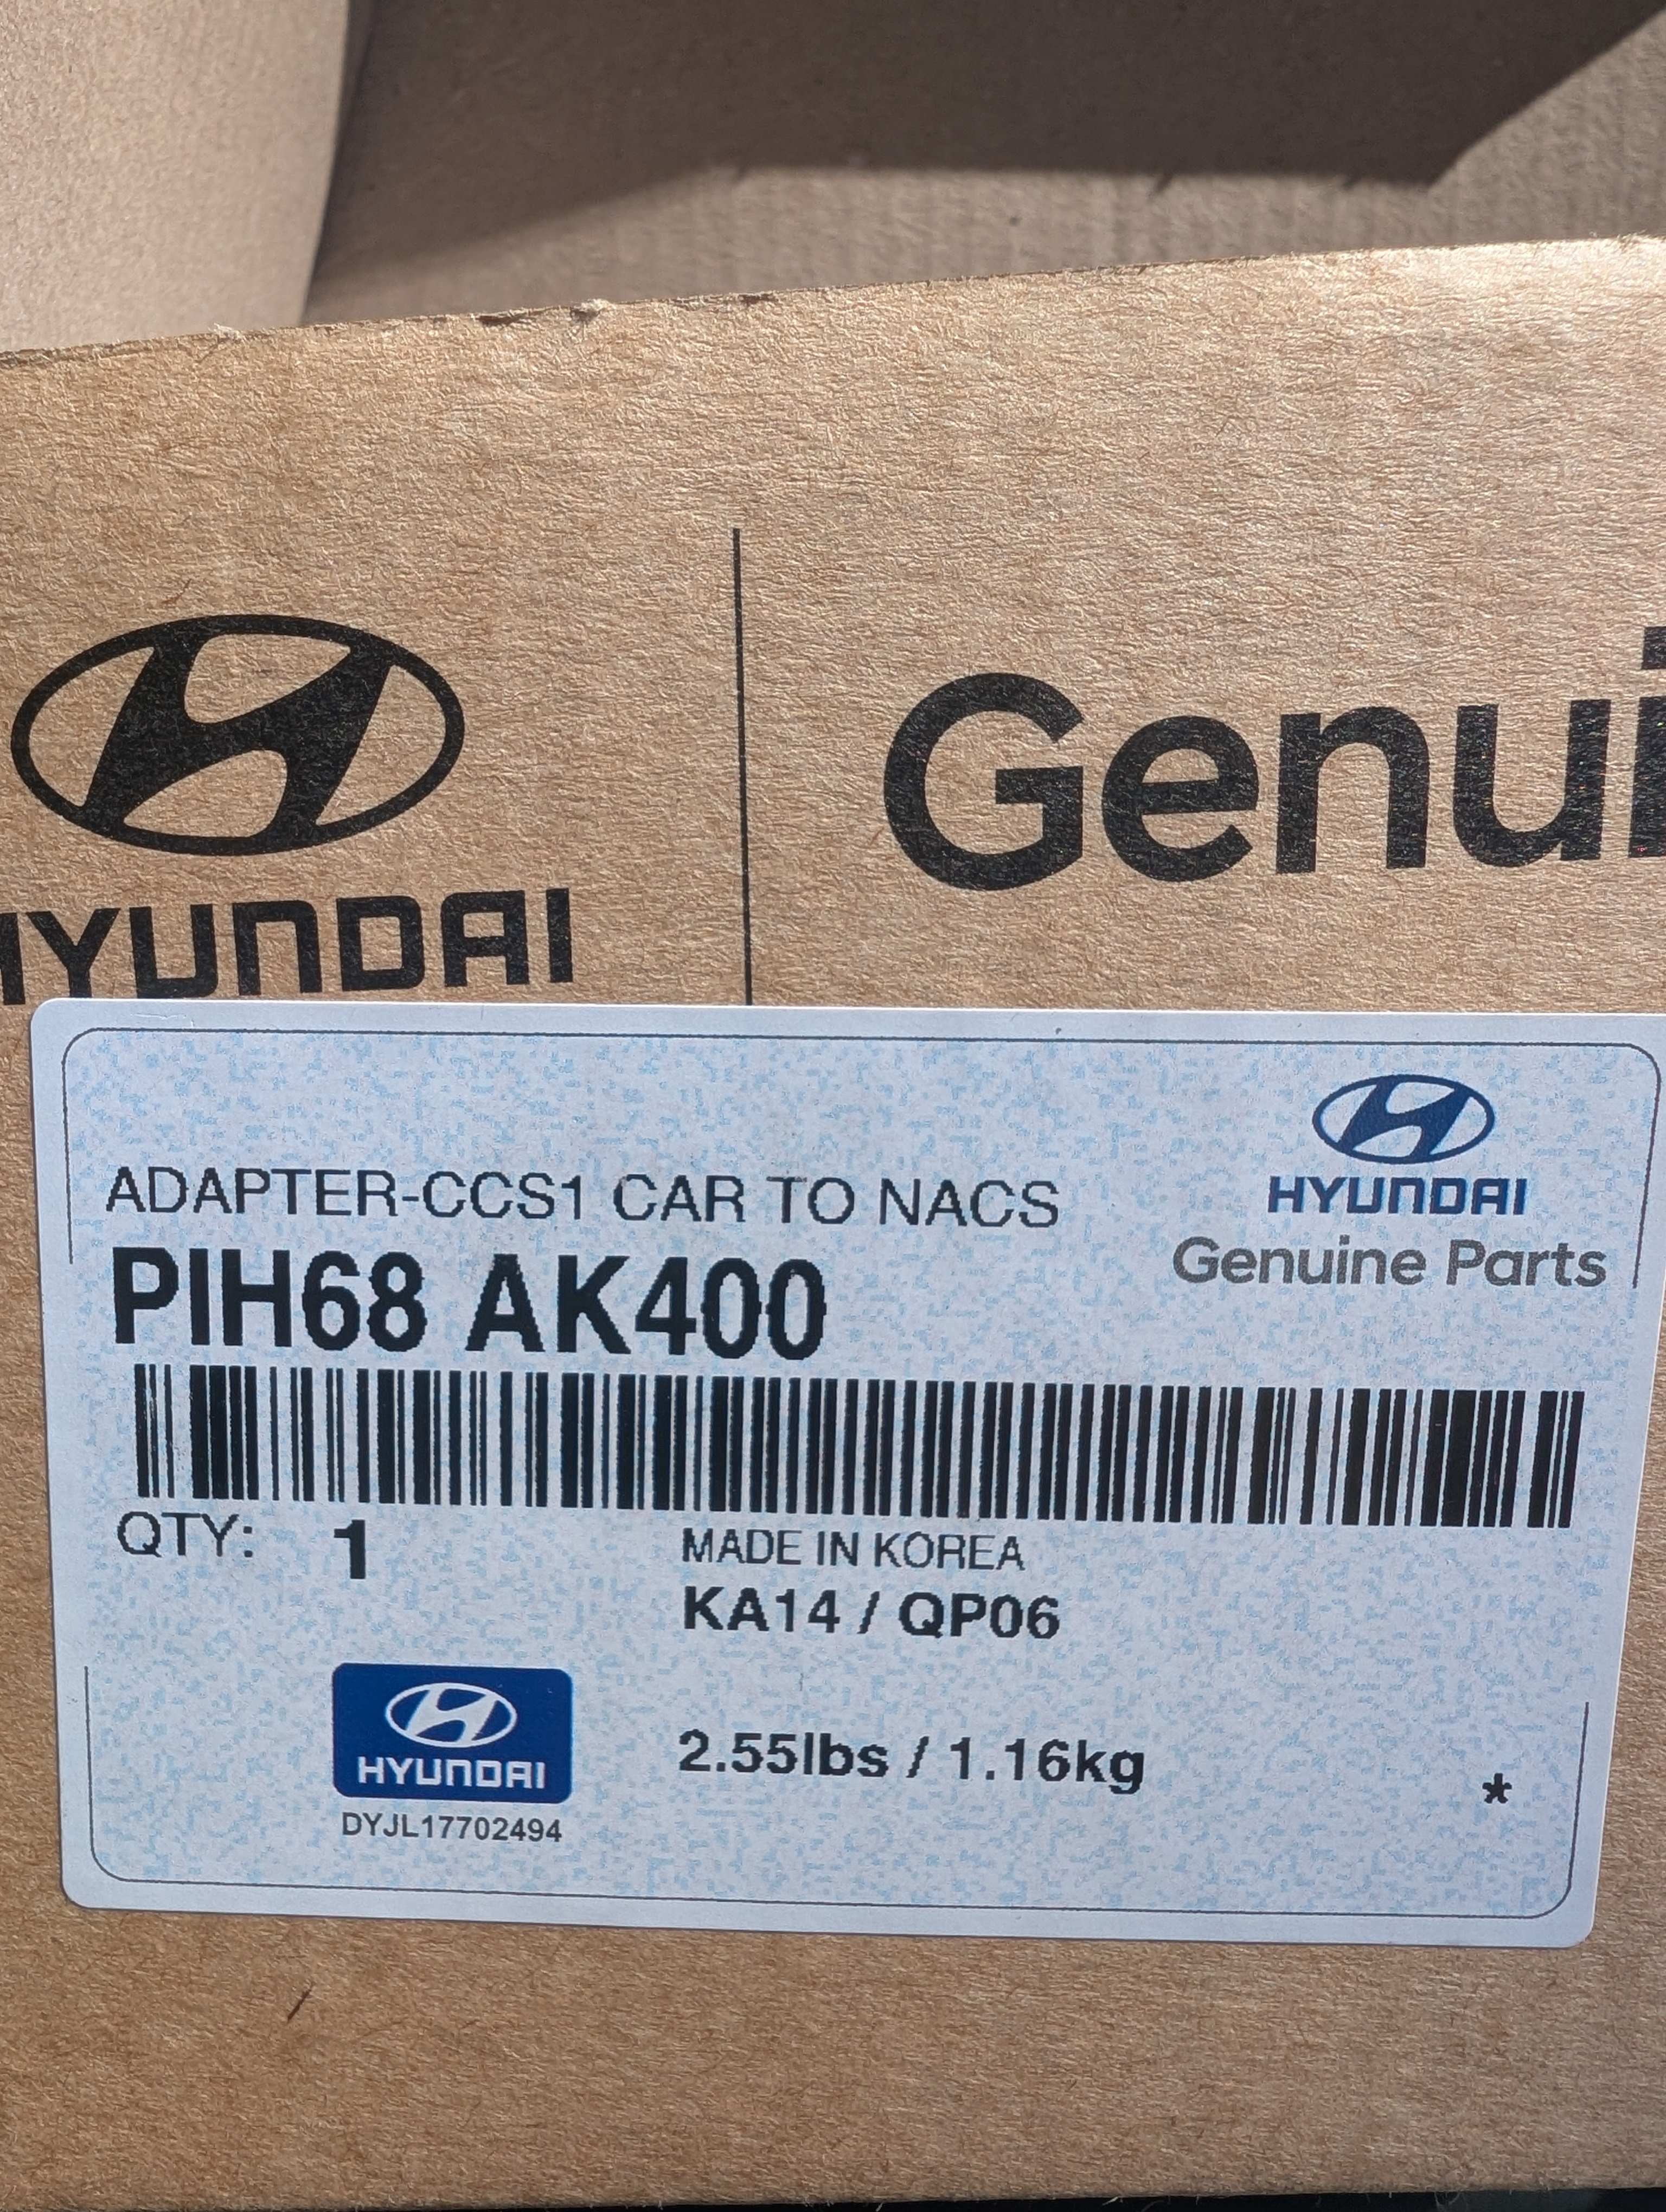 HYUNDAI
Genui
ADAPTER-CCS1 CAR TO NACS
HYUNDAI
Genuine Parts
PIH68 AK400
QTY: 1
MADE IN KOREA
KA14 / QP06
HYUNDAI
DYJL17702494
2.55lbs / 1.16kg
*